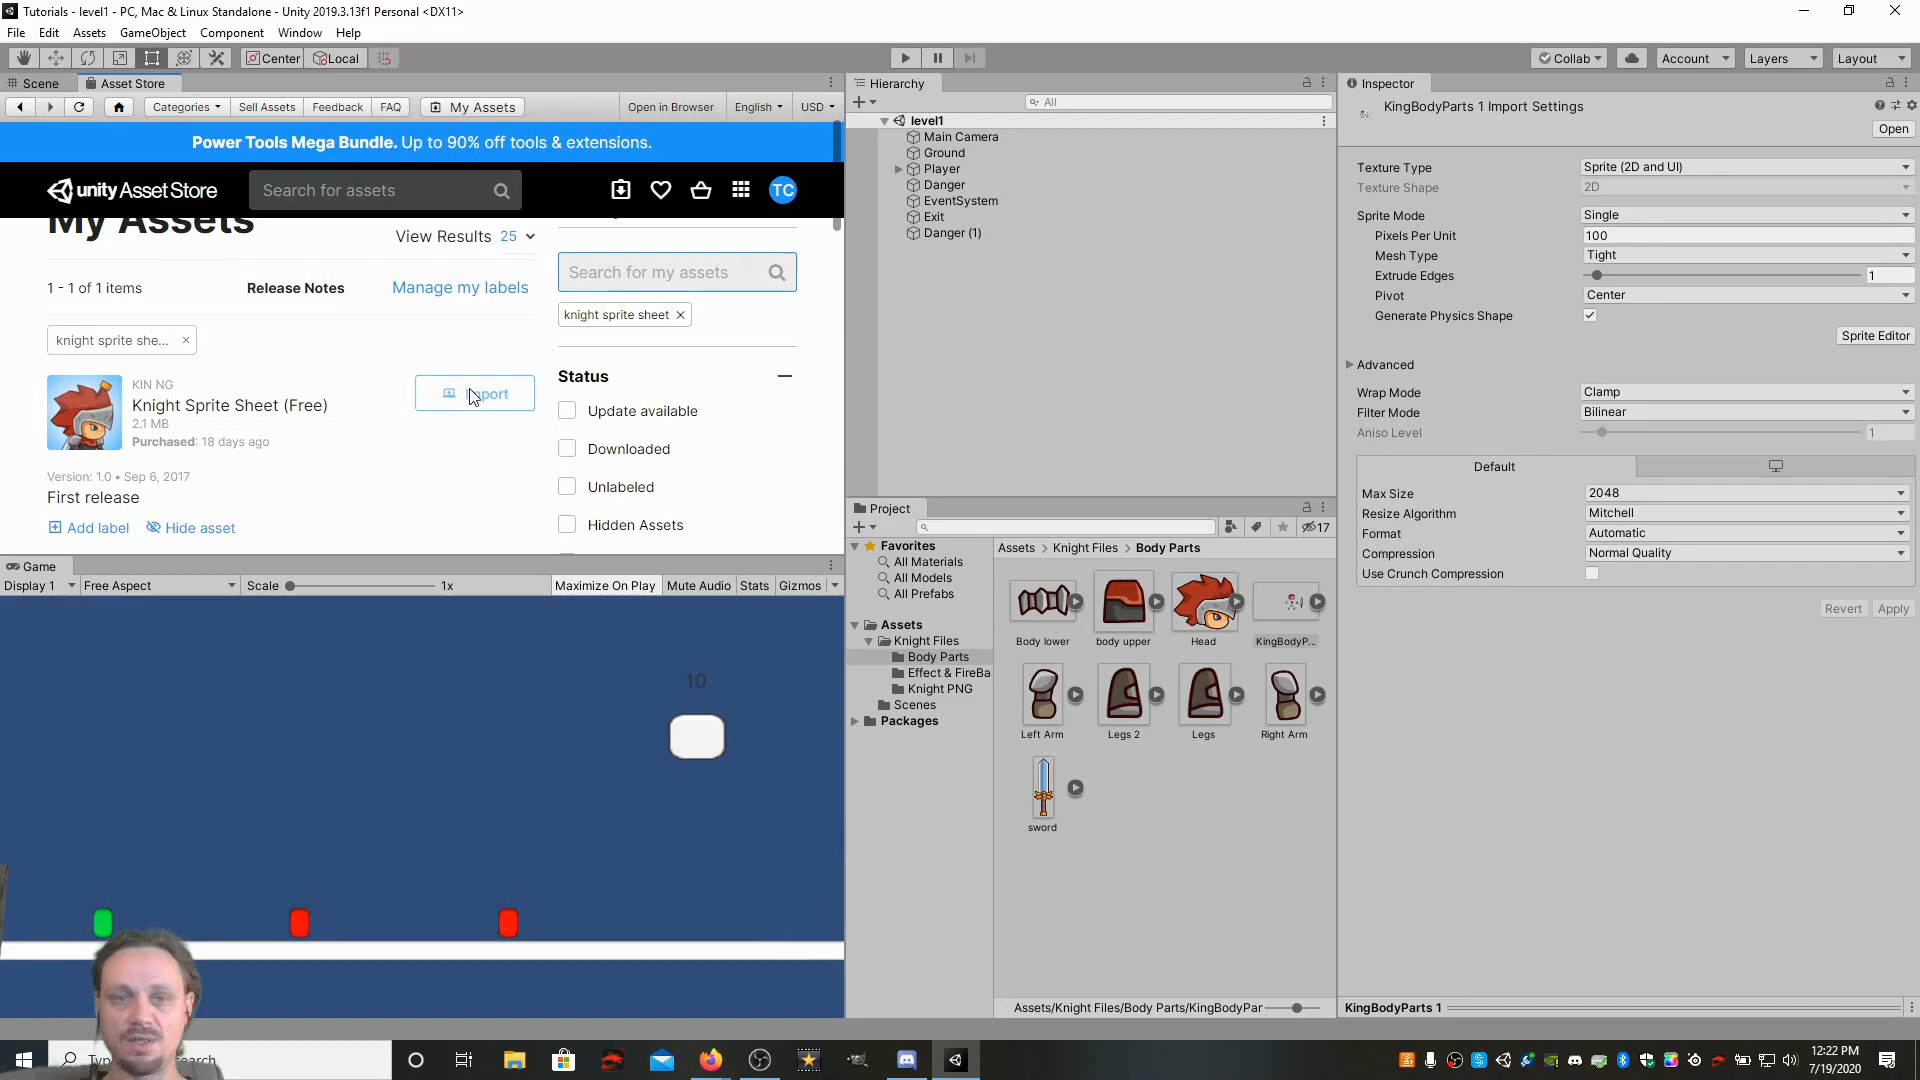 Tutorials - level1 - PC, Mac & Linux Standalone - Unity 2019.3.13f1 Personal <DX11>
File Edit Assets GameObject Component Window Help
Center Local Collab Account Layers Layout
Scene Asset Store
Categories Sell Assets Feedback FAQ My Assets Open in Browser English USD
Power Tools Mega Bundle. Up to 90% off tools & extensions.
unity Asset Store Search for assets TC
My Assets
View Results 25
Search for my assets
1 - 1 of 1 items Release Notes Manage my labels
knight sprite sheet
knight sprite she...
Status
KIN NG
Knight Sprite Sheet (Free)
2.1 MB
Purchased: 18 days ago
Update available
Downloaded
Version: 1.0 • Sep 6, 2017
First release
Unlabeled
Add label Hide asset
Hidden Assets
Game
Display 1 Free Aspect Scale 1x Maximize On Play Mute Audio Stats Gizmos
10
Hierarchy
All
level1
Main Camera
Ground
Player
Danger
EventSystem
Exit
Danger (1)
Project
17
Favorites
All Materials
All Models
All Prefabs
Assets
Knight Files
Body Parts
Effect & FireBa
Knight PNG
Scenes
Packages
Assets > Knight Files > Body Parts
Body lower body upper Head KingBodyP...
Left Arm Legs 2 Legs Right Arm
sword
Assets/Knight Files/Body Parts/KingBodyPar
Inspector
KingBodyParts 1 Import Settings
Open
Texture Type Sprite (2D and UI)
Texture Shape 2D
Sprite Mode Single
Pixels Per Unit 100
Mesh Type Tight
Extrude Edges 1
Pivot Center
Generate Physics Shape
Sprite Editor
Advanced
Wrap Mode Clamp
Filter Mode Bilinear
Aniso Level 1
Default
Max Size 2048
Resize Algorithm Mitchell
Format Automatic
Compression Normal Quality
Use Crunch Compression
Revert Apply
KingBodyParts 1
12:22 PM
7/19/2020